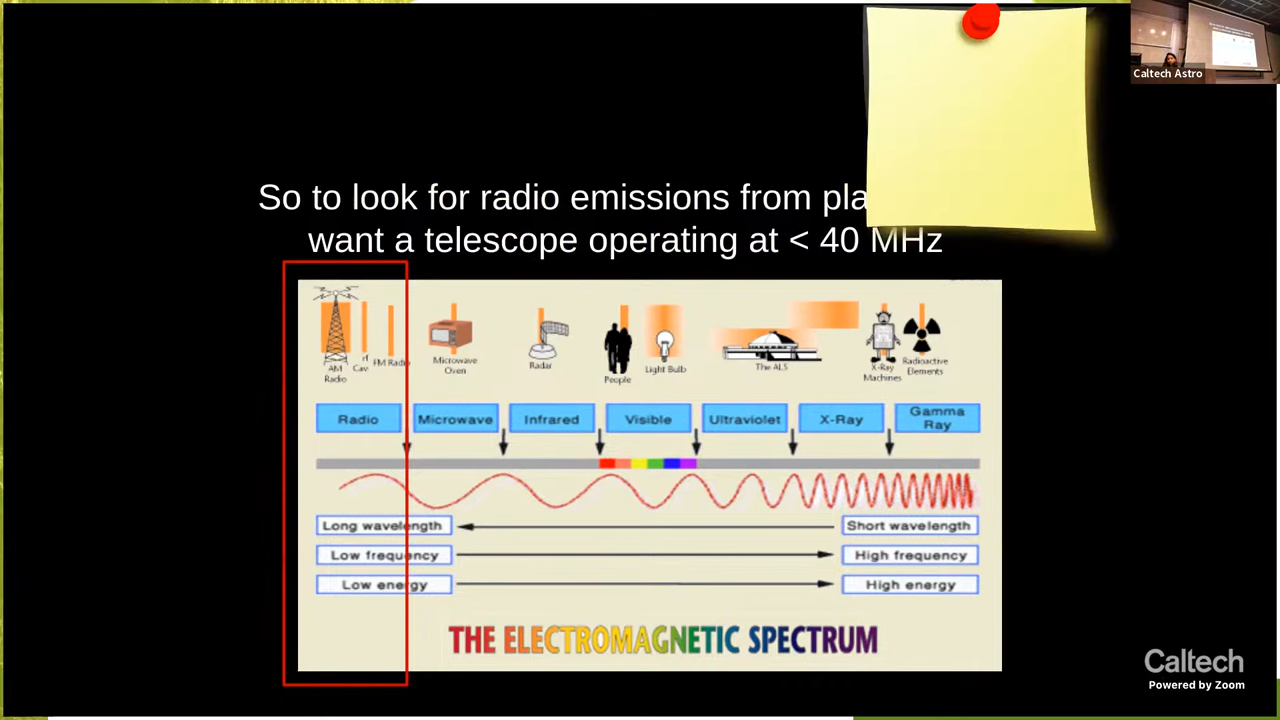 Caltech Astro
So to look for radio emissions from
want a telescope operating at < 40 MHz
AM
Radio
rf
Cav
FM Radio
Microwave
Oven
Radar
People
Light Bulb
The ALS
X-Ray
Machines
Radioactive
Elements
Radio
Microwave
Infrared
Visible
Ultraviolet
X-Ray
Gamma
Ray
Long wavelength
Short wavelength
Low frequency
High frequency
Low energy
High energy
THE ELECTROMAGNETIC SPECTRUM
Caltech
Powered by Zoom